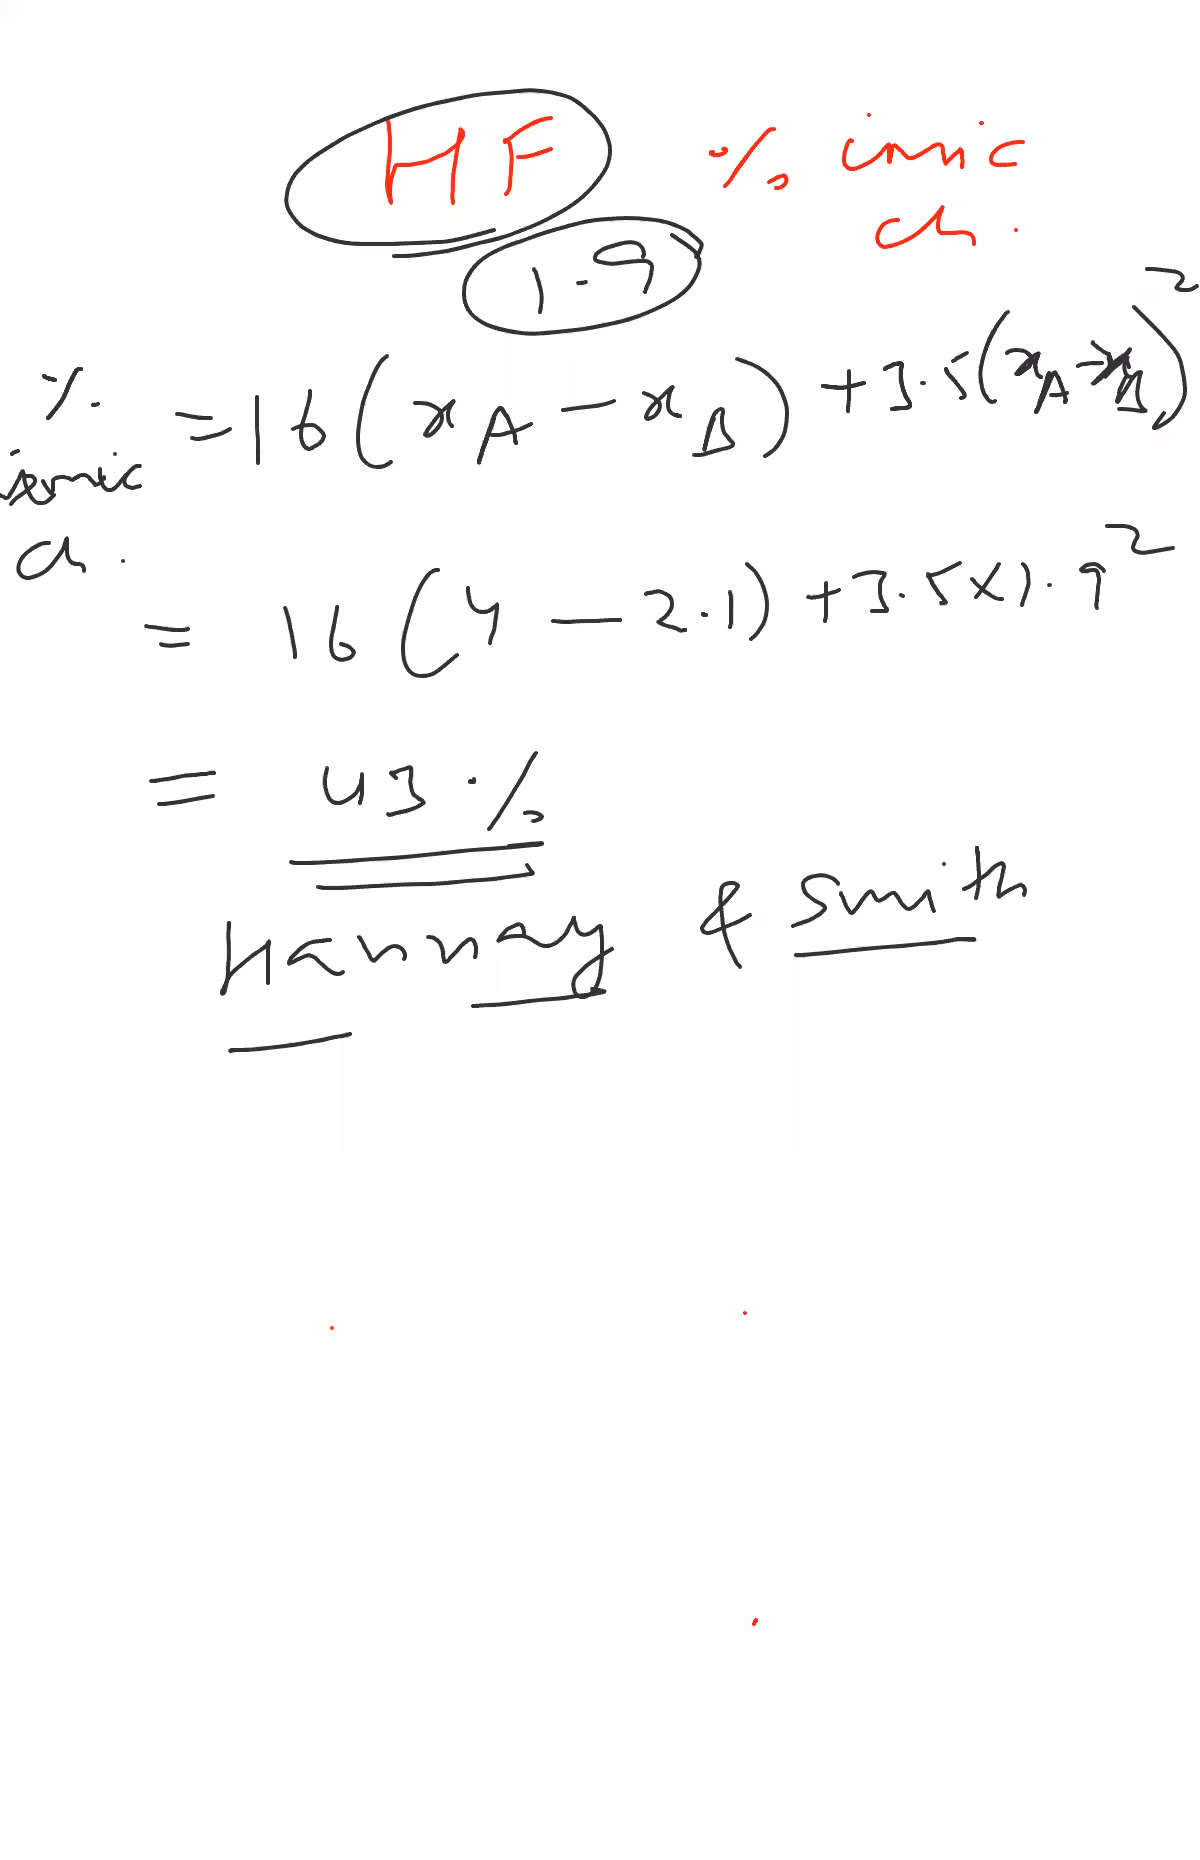 HF % ionic
ch.
1.9
% ionic ch. = 16(xA - xB) + 3.5(xA - xB)²
= 16(4 - 2.1) + 3.5×1.9²
= 43 %
Hannay & Smith